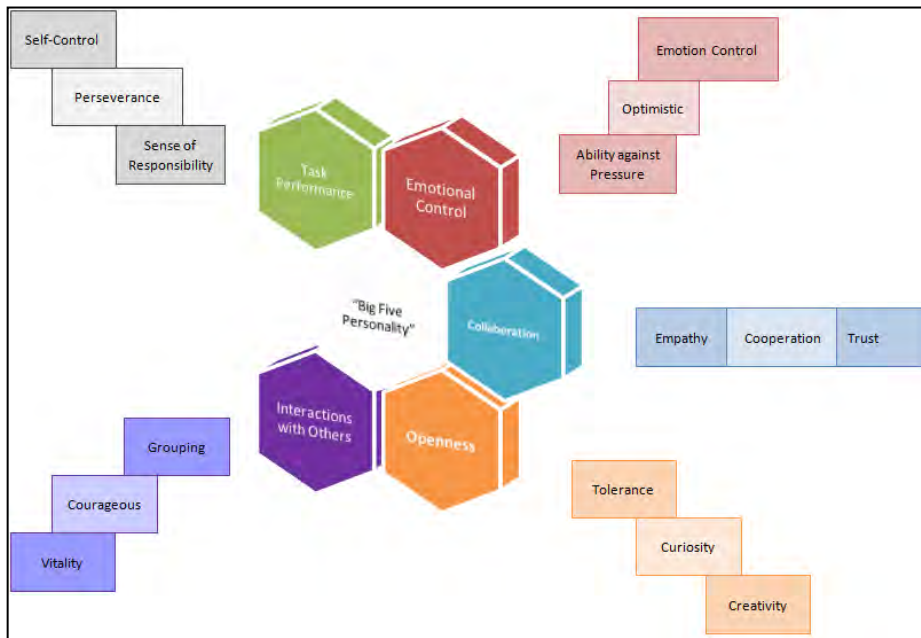 Self-Control
Perseverance
Sense of
Responsibility
Emotion Control
Optimistic
Ability against
Pressure
Task
Performance
Emotional
Control
"Big Five
Personality"
Collaboration
Empathy
Cooperation
Trust
Interactions
with Others
Openness
Grouping
Courageous
Vitality
Tolerance
Curiosity
Creativity